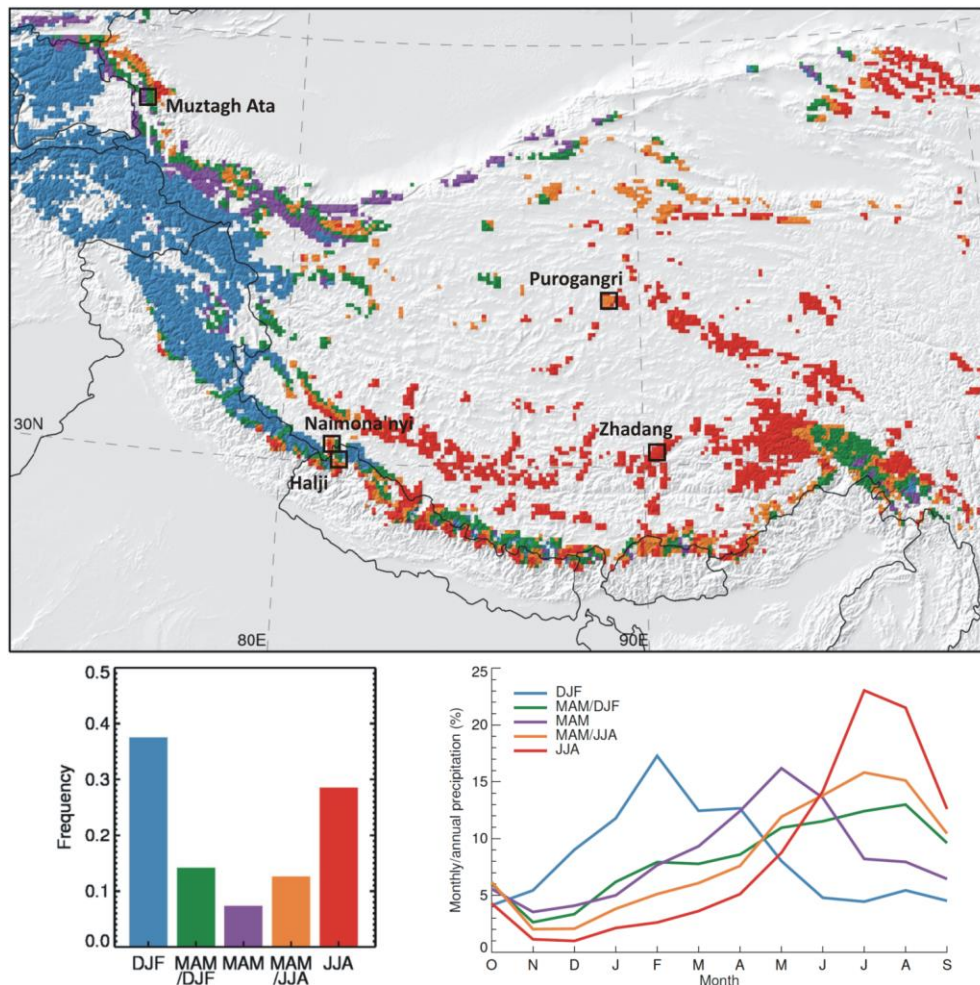 Muztagh Ata
Purogangri
30N
Naimona'nyi
Zhadang
Halji
80E
90E
0.5
0.4
0.3
0.2
0.1
0.0
Frequency
DJF
MAM
/DJF
MAM
MAM
/JJA
JJA
25
20
15
10
5
0
Monthly/annual precipitation (%)
DJF
MAM/DJF
MAM
MAM/JJA
JJA
O N D J F M A M J J A S
Month